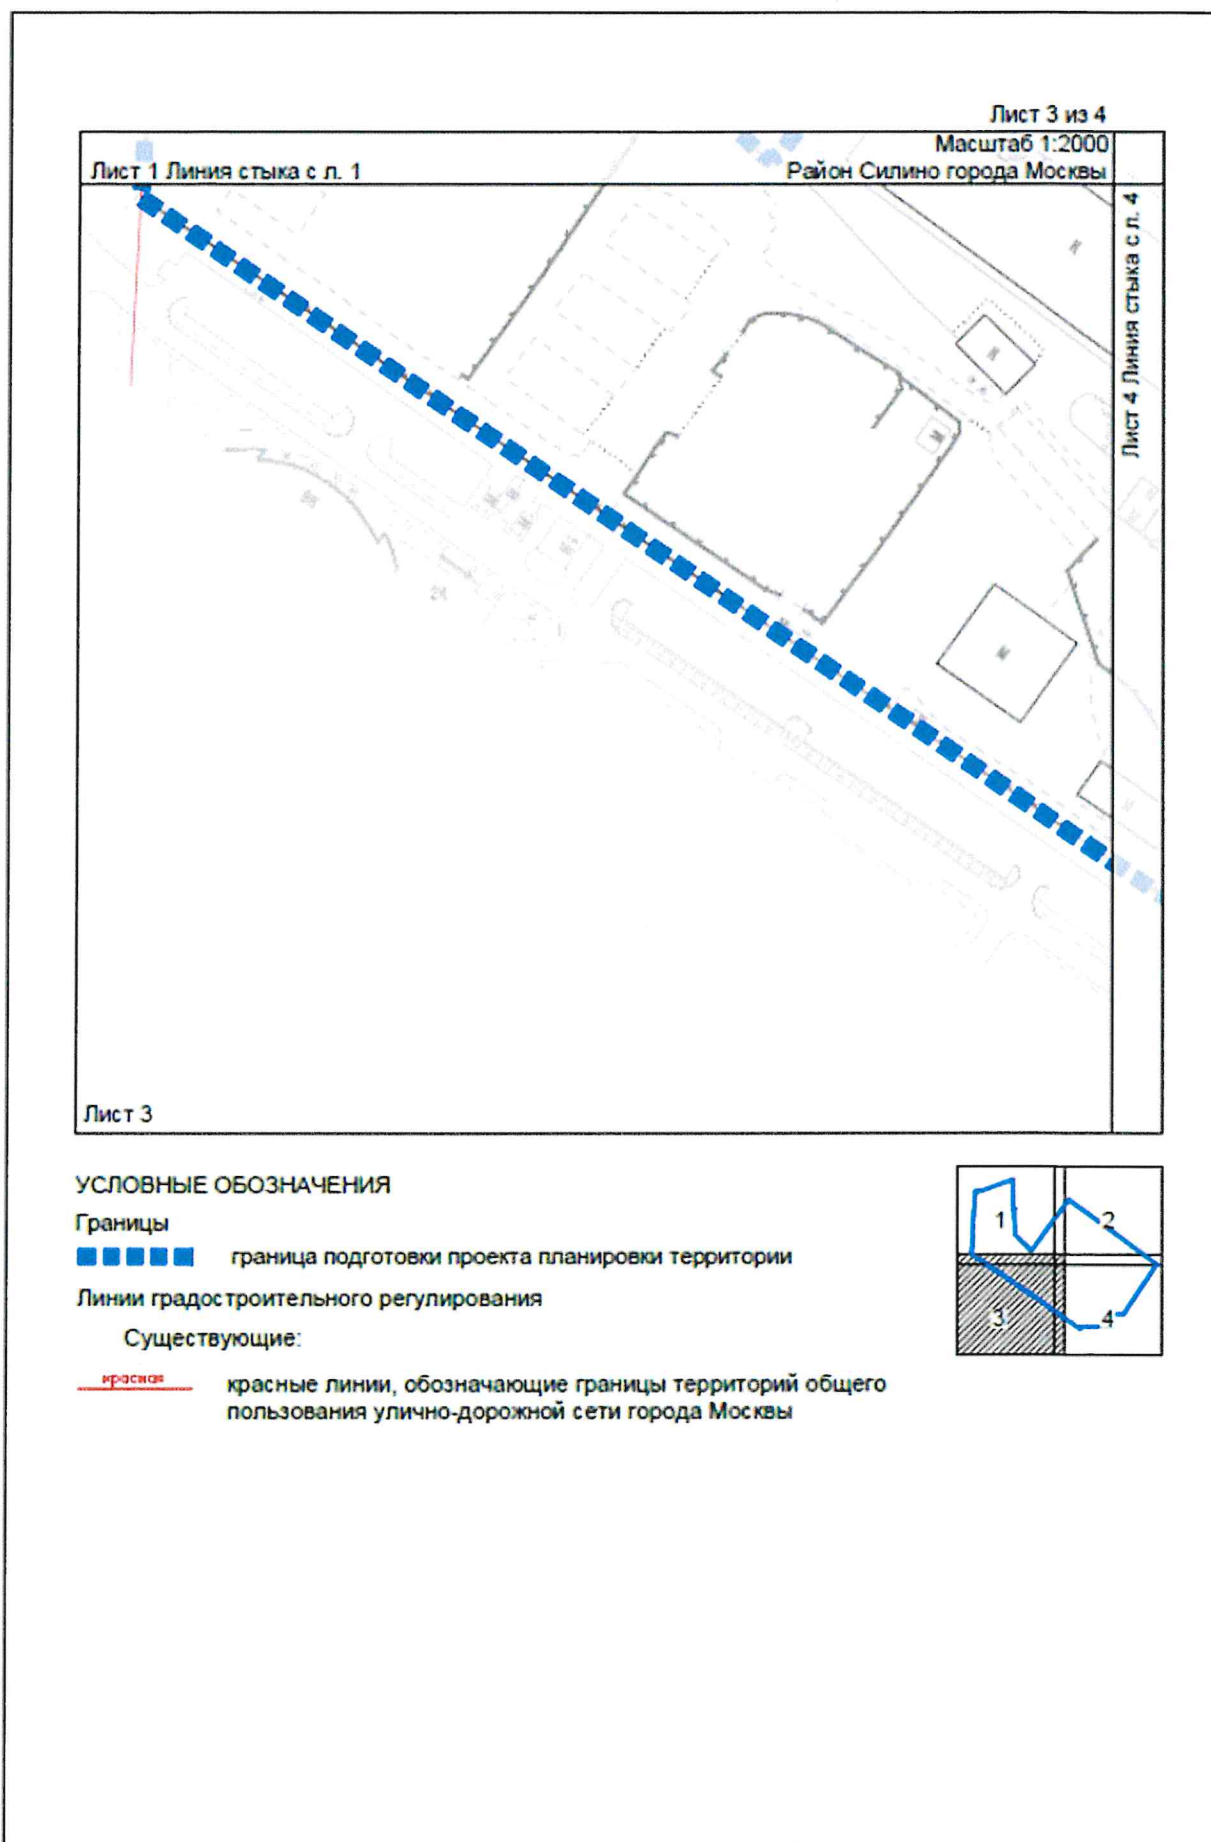 Лист 3 из 4
Масштаб 1:2000
Лист 1 Линия стыка с л. 1
Район Силино города Москвы
Лист 4 Линия стыка с л. 4
Лист 3
УСЛОВНЫЕ ОБОЗНАЧЕНИЯ
Границы
граница подготовки проекта планировки территории
Линии градостроительного регулирования
Существующие:
красная
красные линии, обозначающие границы территорий общего
пользования улично-дорожной сети города Москвы
1
2
3
4